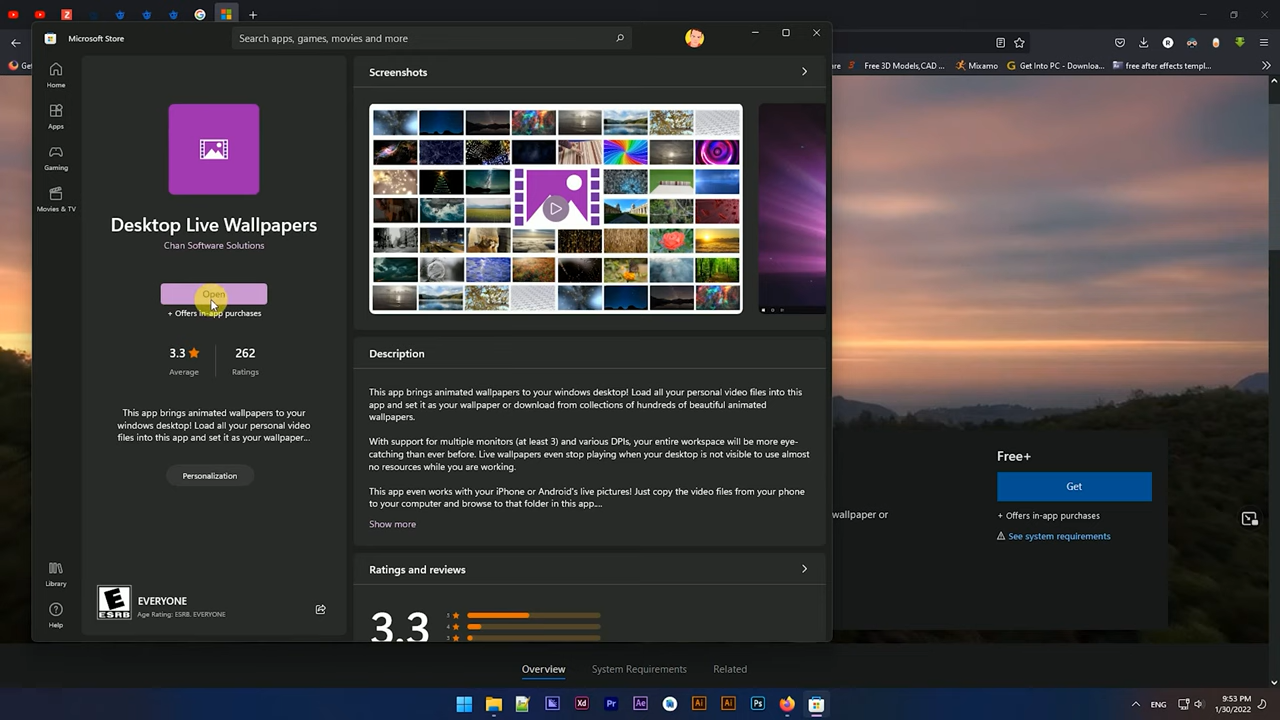 Microsoft Store
Search apps, games, movies and more
Free 3D Models,CAD ...
Mixamo
Get Into PC - Downloa...
free after effects templ...
Home
Apps
Gaming
Movies & TV
Library
Help
Desktop Live Wallpapers
Chan Software Solutions
Open
+ Offers in-app purchases
3.3
262
Average
Ratings
This app brings animated wallpapers to your
windows desktop! Load all your personal video
files into this app and set it as your wallpaper...
Personalization
E
ESRB
EVERYONE
Age Rating: ESRB. EVERYONE
Screenshots
Description
This app brings animated wallpapers to your windows desktop! Load all your personal video files into this
app and set it as your wallpaper or download from collections of hundreds of beautiful animated
wallpapers.
With support for multiple monitors (at least 3) and various DPIs, your entire workspace will be more eye-
catching than ever before. Live wallpapers even stop playing when your desktop is not visible to use almost
no resources while you are working.
This app even works with your iPhone or Android's live pictures! Just copy the video files from your phone
to your computer and browse to that folder in this app....
Show more
Ratings and reviews
3.3
5
4
3
wallpaper or
Free+
Get
+ Offers in-app purchases
See system requirements
Overview
System Requirements
Related
Xd
Pr
Ae
Ai
Ai
Ps
ENG
9:53 PM
1/30/2022